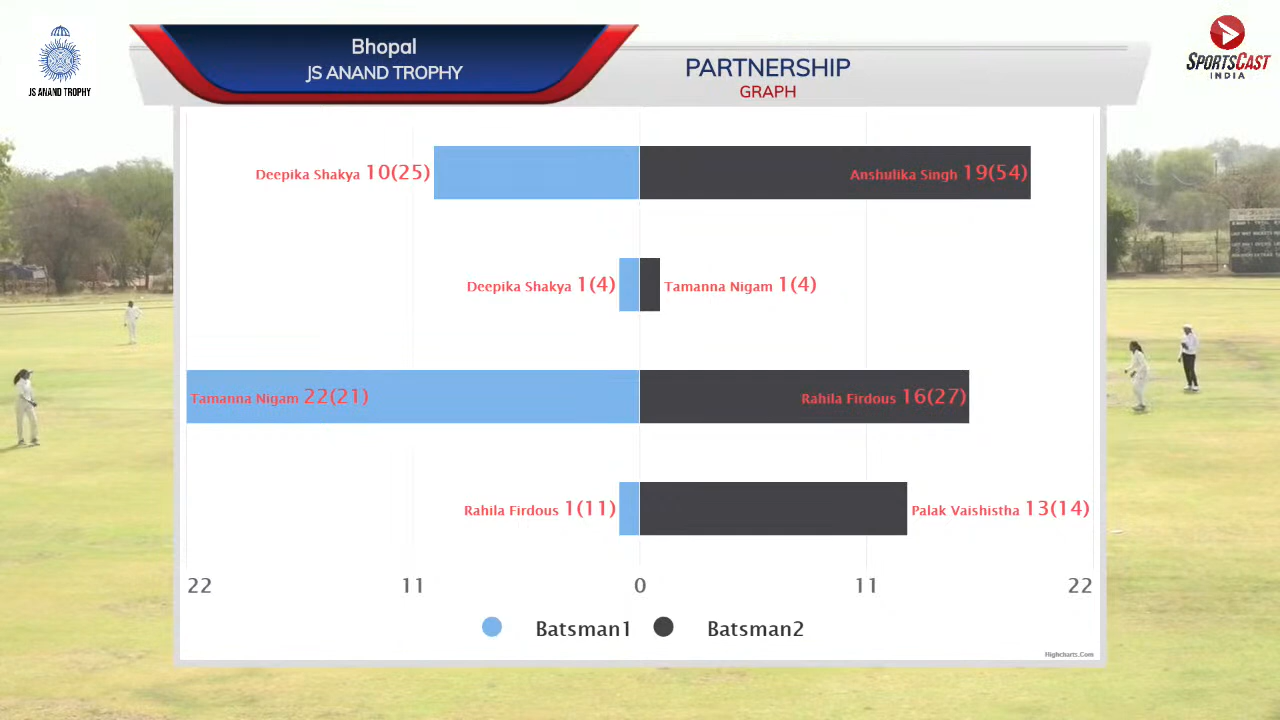 Bhopal
JS ANAND TROPHY
PARTNERSHIP
GRAPH
JS ANAND TROPHY
SPORTSCAST
INDIA
Deepika Shakya 10(25)
Anshulika Singh 19(54)
Deepika Shakya 1(4)
Tamanna Nigam 1(4)
Tamanna Nigam 22(21)
Rahila Firdous 16(27)
Rahila Firdous 1(11)
Palak Vaishistha 13(14)
22 11 0 11 22
Batsman1 Batsman2
Highcharts.Com